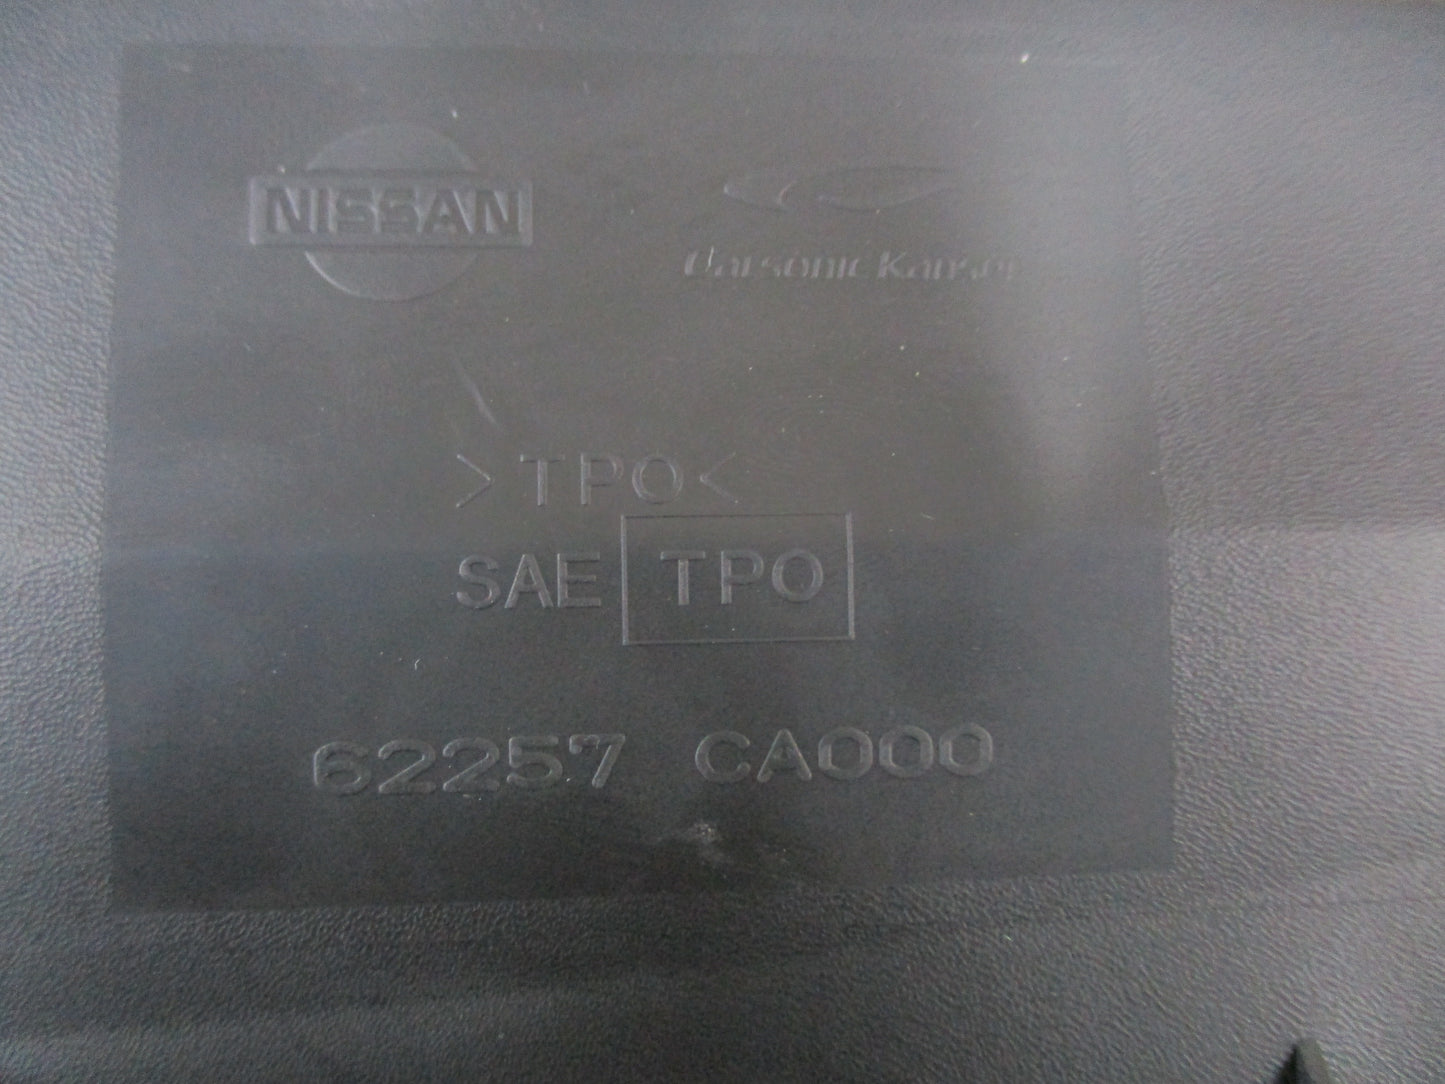 NISSAN
Calsonic Kansei
>TPO<
SAE TPO
62257 CA000